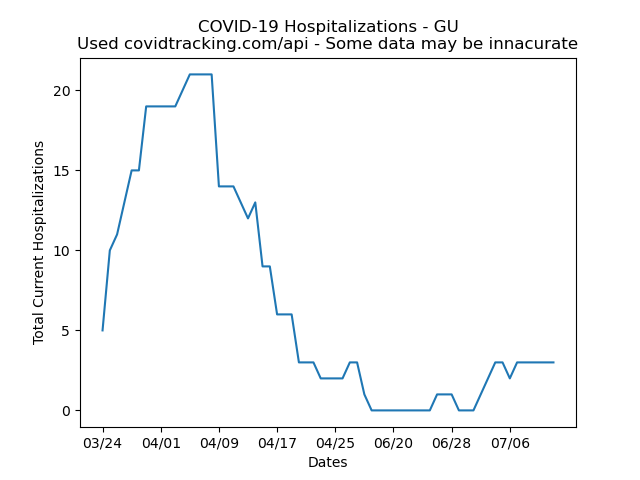 COVID-19 Hospitalizations - GU
Used covidtracking.com/api - Some data may be innacurate
Total Current Hospitalizations
20
15
10
5
0
03/24 04/01 04/09 04/17 04/25 06/20 06/28 07/06
Dates